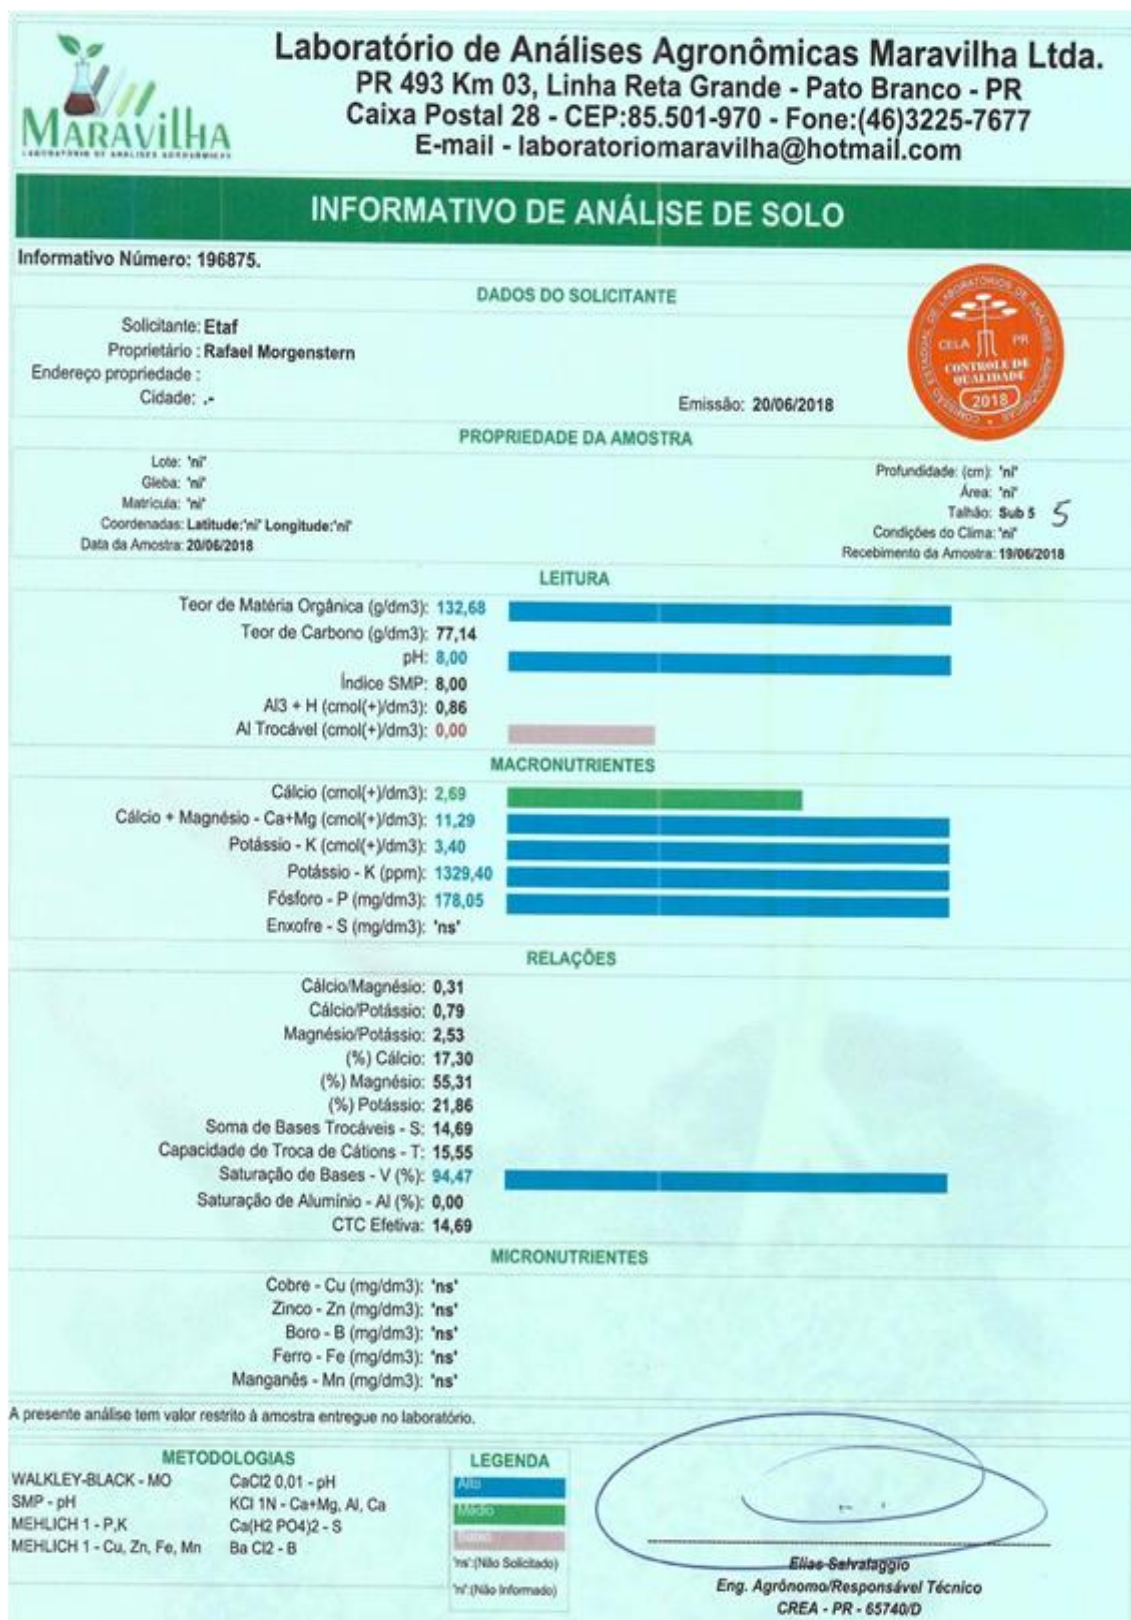 MARAVilHA
LABORATÓRIO DE ANÁLISES AGRONÔMICAS
Laboratório de Análises Agronômicas Maravilha Ltda.
PR 493 Km 03, Linha Reta Grande - Pato Branco - PR
Caixa Postal 28 - CEP:85.501-970 - Fone:(46)3225-7677
E-mail - laboratoriomaravilha@hotmail.com
INFORMATIVO DE ANÁLISE DE SOLO
Informativo Número: 196875.
DADOS DO SOLICITANTE
Solicitante: Etaf
Proprietário : Rafael Morgenstern
Endereço propriedade :
Cidade: .-
Emissão: 20/06/2018
COMISSÃO ESTADUAL DE LABORATÓRIOS DE ANÁLISES AGRONÔMICAS
CELA PR
CONTROLE DE
QUALIDADE
2018
PROPRIEDADE DA AMOSTRA
Lote: 'ni'
Gleba: 'ni'
Matrícula: 'ni'
Coordenadas: Latitude:'ni' Longitude:'ni'
Data da Amostra: 20/06/2018
Profundidade: (cm): 'ni'
Área: 'ni'
Talhão: Sub 5 5
Condições do Clima: 'ni'
Recebimento da Amostra: 19/06/2018
LEITURA
Teor de Matéria Orgânica (g/dm3): 132,68
Teor de Carbono (g/dm3): 77,14
pH: 8,00
Índice SMP: 8,00
Al3 + H (cmol(+)/dm3): 0,86
Al Trocável (cmol(+)/dm3): 0,00
MACRONUTRIENTES
Cálcio (cmol(+)/dm3): 2,69
Cálcio + Magnésio - Ca+Mg (cmol(+)/dm3): 11,29
Potássio - K (cmol(+)/dm3): 3,40
Potássio - K (ppm): 1329,40
Fósforo - P (mg/dm3): 178,05
Enxofre - S (mg/dm3): 'ns'
RELAÇÕES
Cálcio/Magnésio: 0,31
Cálcio/Potássio: 0,79
Magnésio/Potássio: 2,53
(%) Cálcio: 17,30
(%) Magnésio: 55,31
(%) Potássio: 21,86
Soma de Bases Trocáveis - S: 14,69
Capacidade de Troca de Cátions - T: 15,55
Saturação de Bases - V (%): 94,47
Saturação de Alumínio - Al (%): 0,00
CTC Efetiva: 14,69
MICRONUTRIENTES
Cobre - Cu (mg/dm3): 'ns'
Zinco - Zn (mg/dm3): 'ns'
Boro - B (mg/dm3): 'ns'
Ferro - Fe (mg/dm3): 'ns'
Manganês - Mn (mg/dm3): 'ns'
A presente análise tem valor restrito à amostra entregue no laboratório.
METODOLOGIAS
WALKLEY-BLACK - MO CaCl2 0,01 - pH
SMP - pH KCl 1N - Ca+Mg, Al, Ca
MEHLICH 1 - P,K Ca(H2 PO4)2 - S
MEHLICH 1 - Cu, Zn, Fe, Mn Ba Cl2 - B
LEGENDA
Alto
Médio
Baixo
'ns':(Não Solicitado)
'ni':(Não Informado)
Elias Salvalaggio
Eng. Agrônomo/Responsável Técnico
CREA - PR - 65740/D